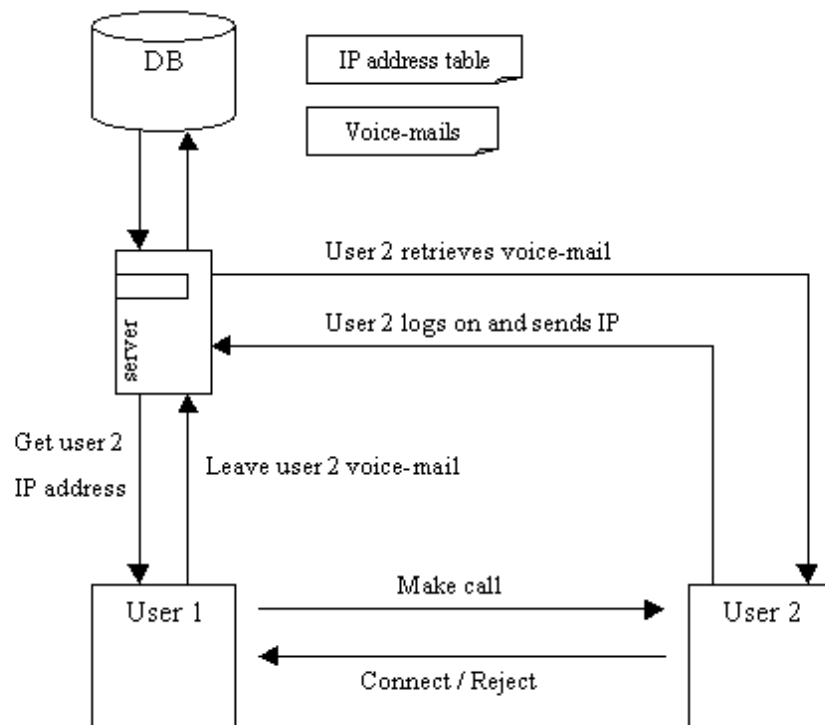 DB
IP address table
Voice-mails
User 2 retrieves voice-mail
User 2 logs on and sends IP
server
Get user 2
IP address
Leave user 2 voice-mail
User 1
Make call
User 2
Connect / Reject